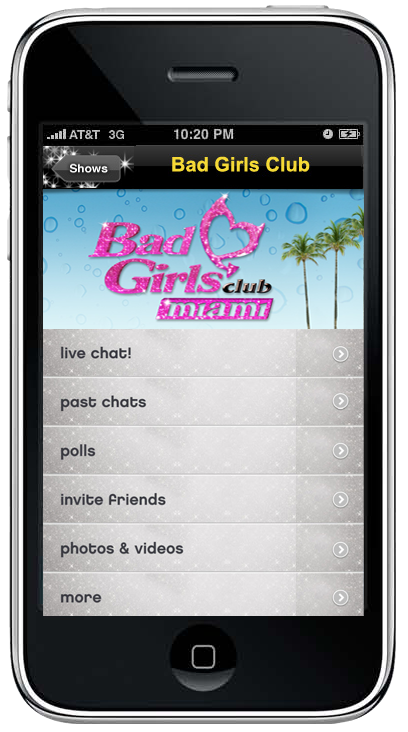 AT&T 3G 10:20 PM
Shows
Bad Girls Club
Bad
Girls club
miami
live chat!
past chats
polls
invite friends
photos & videos
more